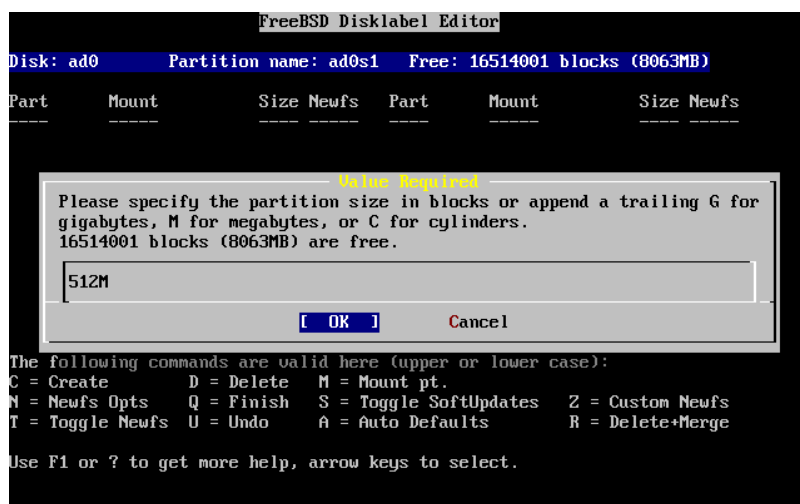 FreeBSD Disklabel Editor
Disk: ad0 Partition name: ad0s1 Free: 16514001 blocks (8063MB)
Part Mount Size Newfs Part Mount Size Newfs
---- ----- ---- ----- ---- ----- ---- -----
Value Required
Please specify the partition size in blocks or append a trailing G for
gigabytes, M for megabytes, or C for cylinders.
16514001 blocks (8063MB) are free.
512M
[ OK ] Cancel
The following commands are valid here (upper or lower case):
C = Create D = Delete M = Mount pt.
N = Newfs Opts Q = Finish S = Toggle SoftUpdates Z = Custom Newfs
T = Toggle Newfs U = Undo A = Auto Defaults R = Delete+Merge
Use F1 or ? to get more help, arrow keys to select.